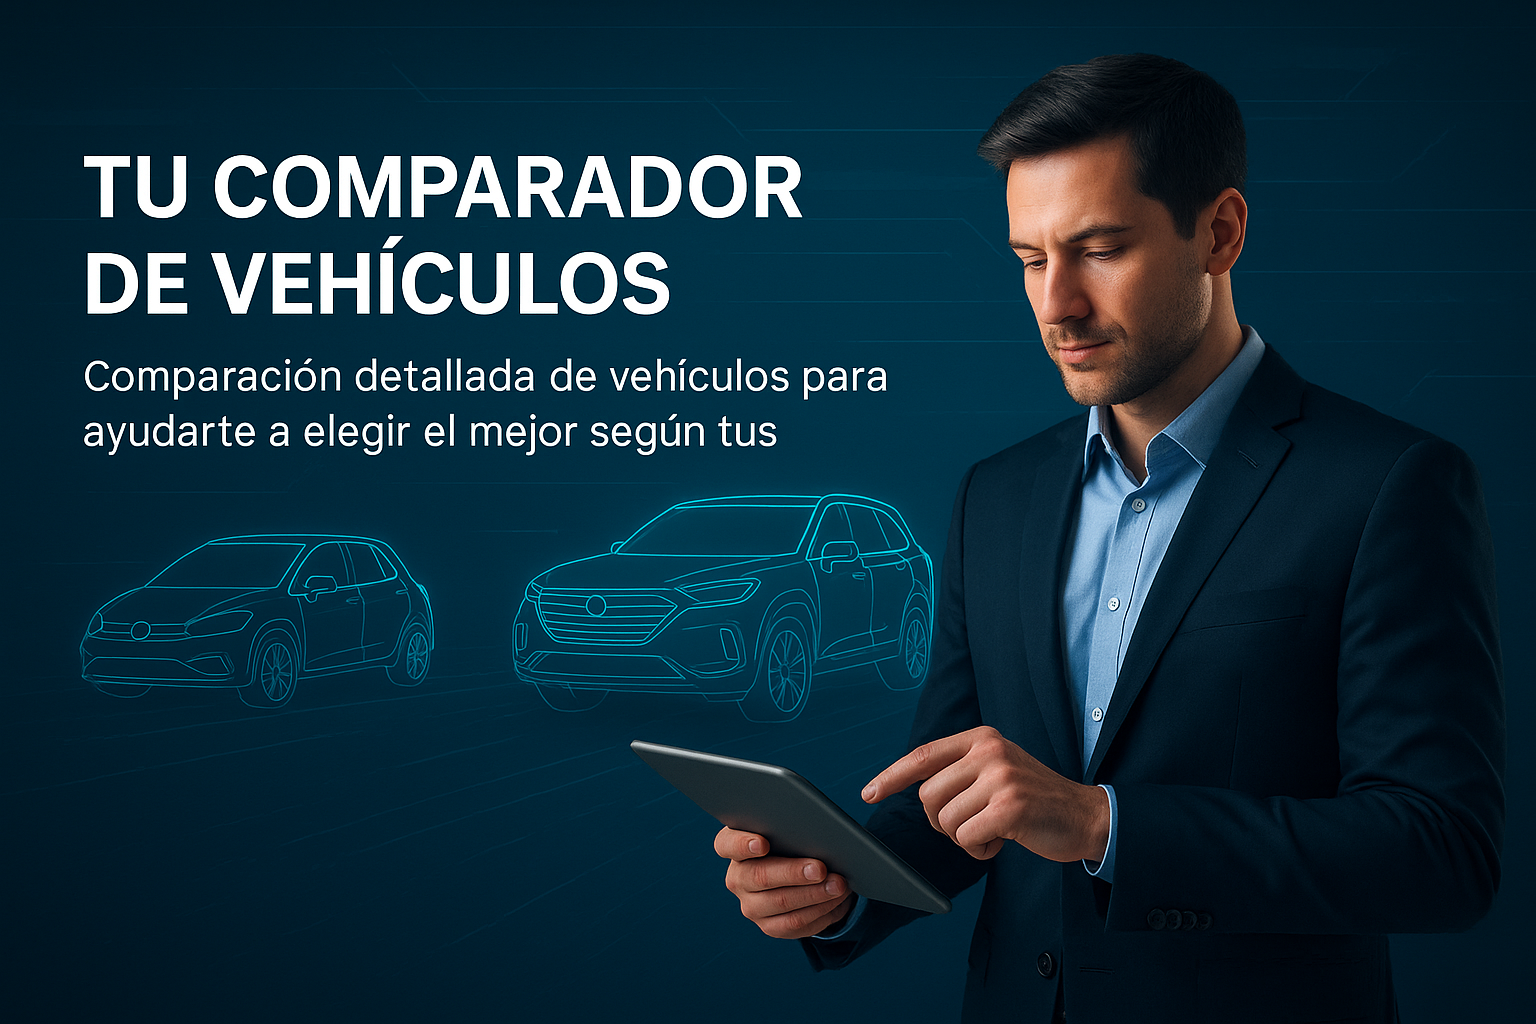 TU COMPARADOR
DE VEHÍCULOS
Comparación detallada de vehículos para
ayudarte a elegir el mejor según tus